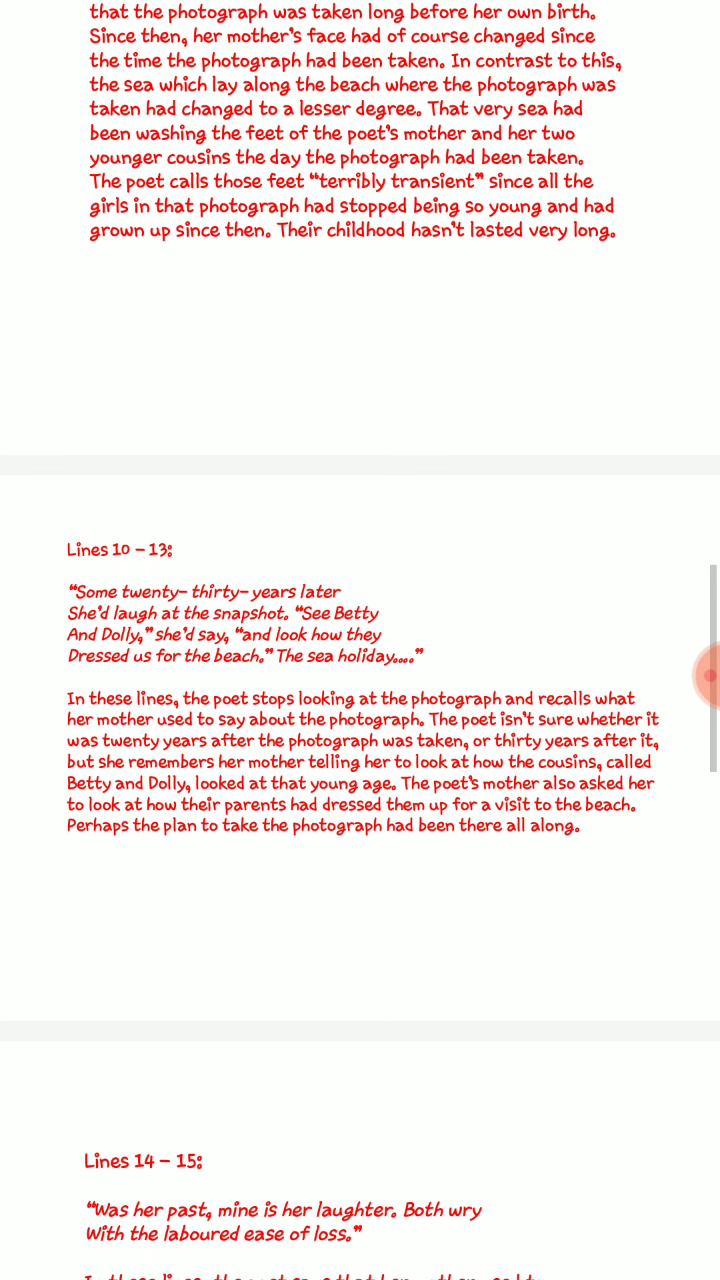 that the photograph was taken long before her own birth.
Since then, her mother's face had of course changed since
the time the photograph had been taken. In contrast to this,
the sea which lay along the beach where the photograph was
taken had changed to a lesser degree. That very sea had
been washing the feet of the poet's mother and her two
younger cousins the day the photograph had been taken.
The poet calls those feet "terribly transient" since all the
girls in that photograph had stopped being so young and had
grown up since then. Their childhood hasn't lasted very long.
Lines 10 – 13:
"Some twenty- thirty- years later
She'd laugh at the snapshot. "See Betty
And Dolly," she'd say, "and look how they
Dressed us for the beach." The sea holiday...."
In these lines, the poet stops looking at the photograph and recalls what
her mother used to say about the photograph. The poet isn't sure whether it
was twenty years after the photograph was taken, or thirty years after it,
but she remembers her mother telling her to look at how the cousins, called
Betty and Dolly, looked at that young age. The poet's mother also asked her
to look at how their parents had dressed them up for a visit to the beach.
Perhaps the plan to take the photograph had been there all along.
Lines 14 – 15:
"Was her past, mine is her laughter. Both wry
With the laboured ease of loss."